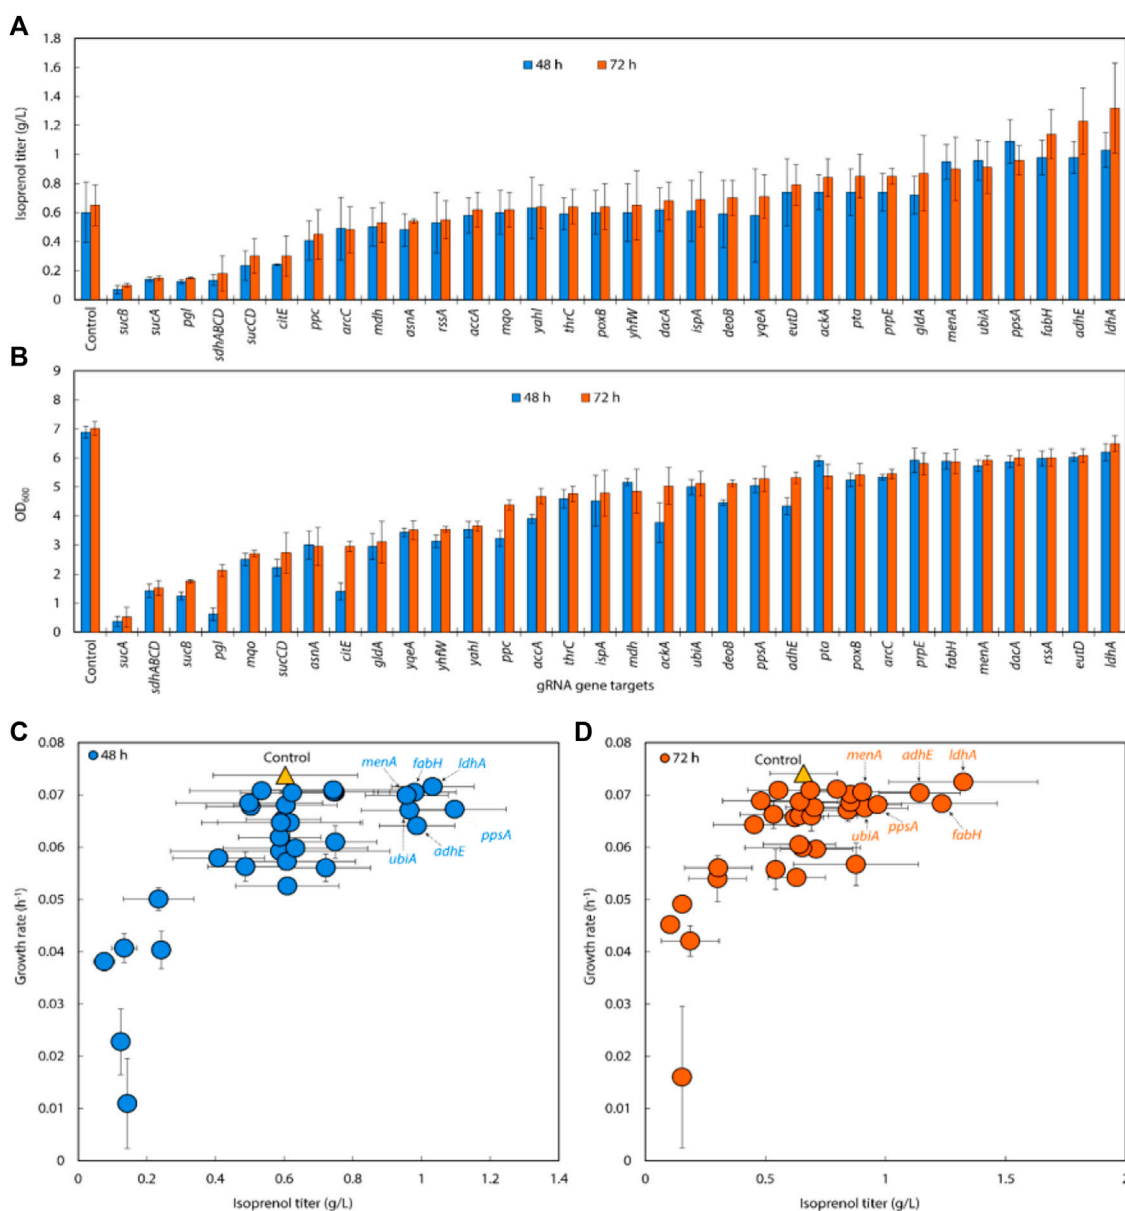 A
1.8
1.6
1.4
1.2
1
0.8
0.6
0.4
0.2
0
Isoprenol titer (g/L)
48 h 72 h
Control sucB sucA pgI sdhABCD sucCD citE ppc arcC mdh asnA rssA accA mqo yahI thrC poxB yhfW dacA ispA deoB yqeA eutD ackA pta prpE gldA menA ubiA ppsA fabH adhE ldhA
B
9
8
7
6
5
4
3
2
1
0
OD600
48 h 72 h
Control sucA sdhABCD sucB pgI mqo sucCD asnA citE gldA yqeA yhfW yahI ppc accA thrC ispA mdh ackA ubiA deoB ppsA adhE pta poxB arcC prpE fabH menA dacA rssA eutD ldhA
gRNA gene targets
C
0.08
0.07
0.06
0.05
0.04
0.03
0.02
0.01
0
Growth rate (h⁻¹)
48 h
Control
menA fabH ldhA
ppsA
ubiA adhE
0 0.2 0.4 0.6 0.8 1 1.2 1.4
Isoprenol titer (g/L)
D
0.08
0.07
0.06
0.05
0.04
0.03
0.02
0.01
0
Growth rate (h⁻¹)
72 h
Control
menA adhE ldhA
ubiA ppsA fabH
0 0.5 1 1.5 2
Isoprenol titer (g/L)